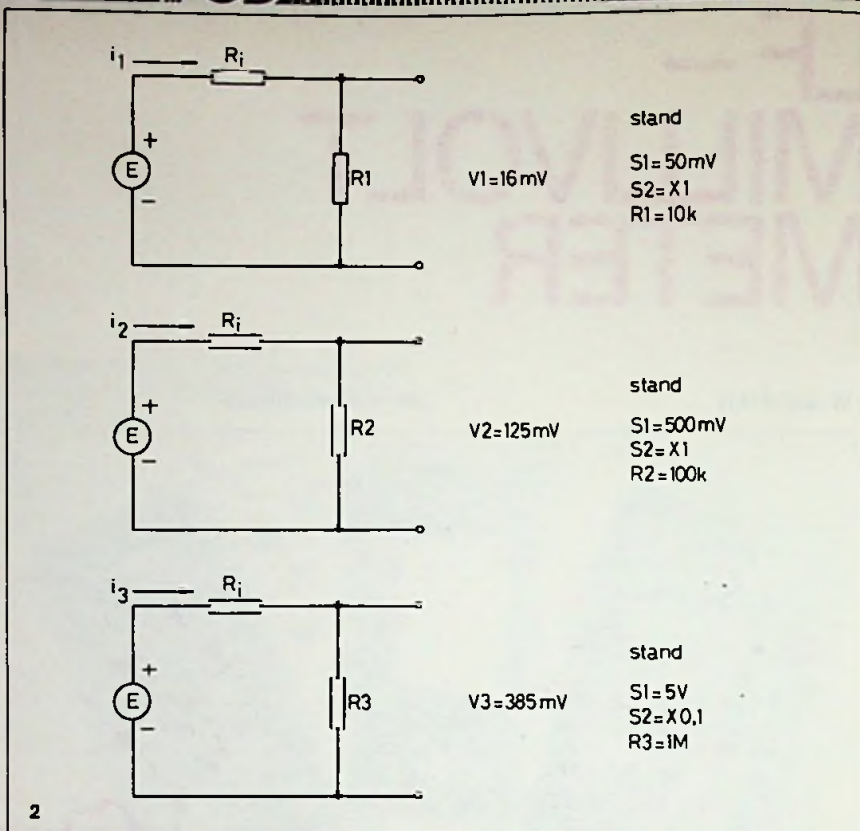 i1
Ri
+
E
−
R1
V1=16mV
stand
S1=50mV
S2=X1
R1=10k
i2
Ri
+
E
−
R2
V2=125mV
stand
S1=500mV
S2=X1
R2=100k
i3
Ri
+
E
−
R3
V3=385mV
stand
S1=5V
S2=X0,1
R3=1M
2